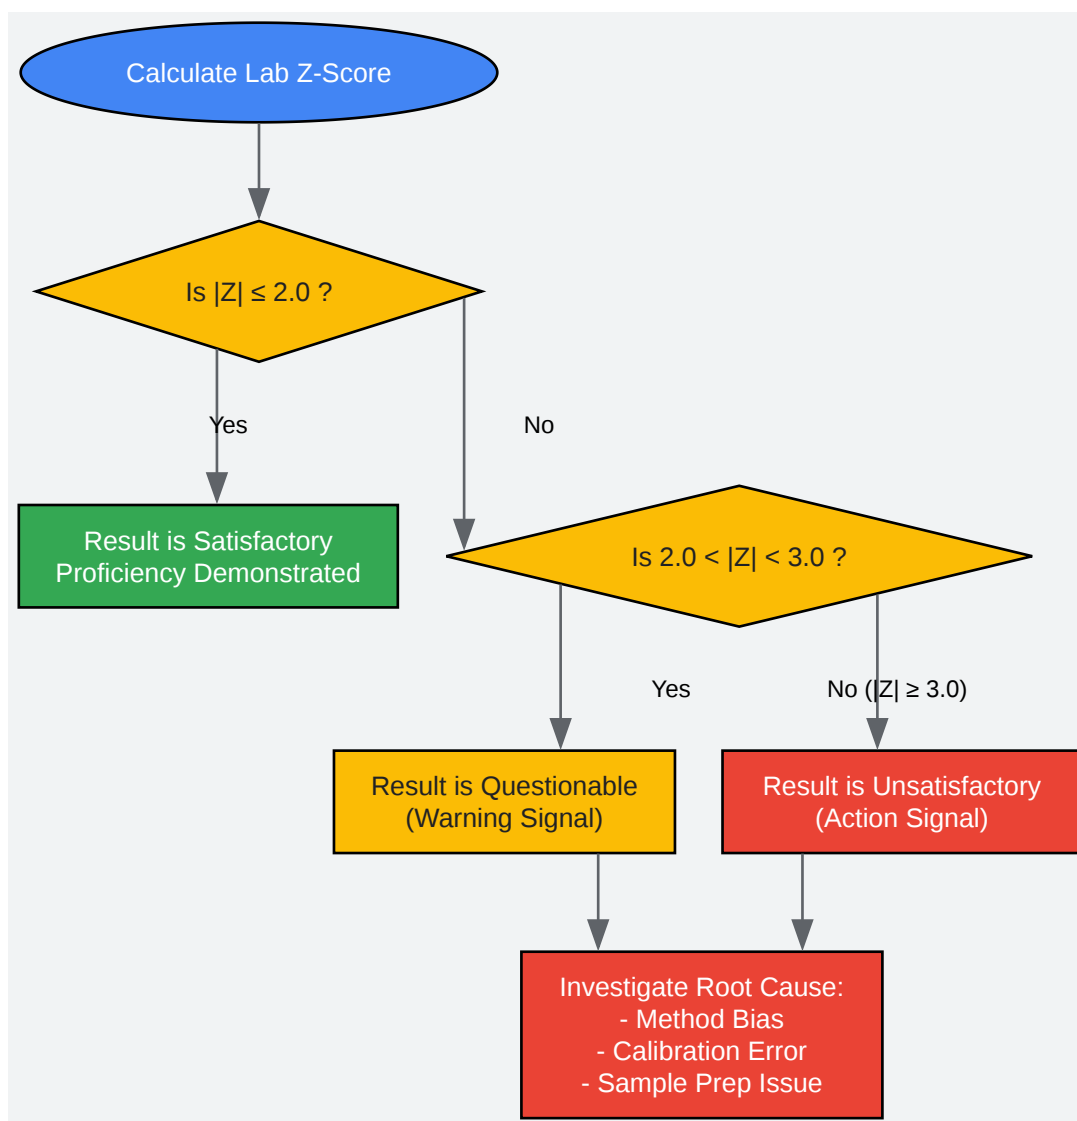 Calculate Lab Z-Score
Is |Z| ≤ 2.0 ?
Yes
No
Result is Satisfactory
Proficiency Demonstrated
Is 2.0 < |Z| < 3.0 ?
Yes
No (|Z| ≥ 3.0)
Result is Questionable
(Warning Signal)
Result is Unsatisfactory
(Action Signal)
Investigate Root Cause:
- Method Bias
- Calibration Error
- Sample Prep Issue